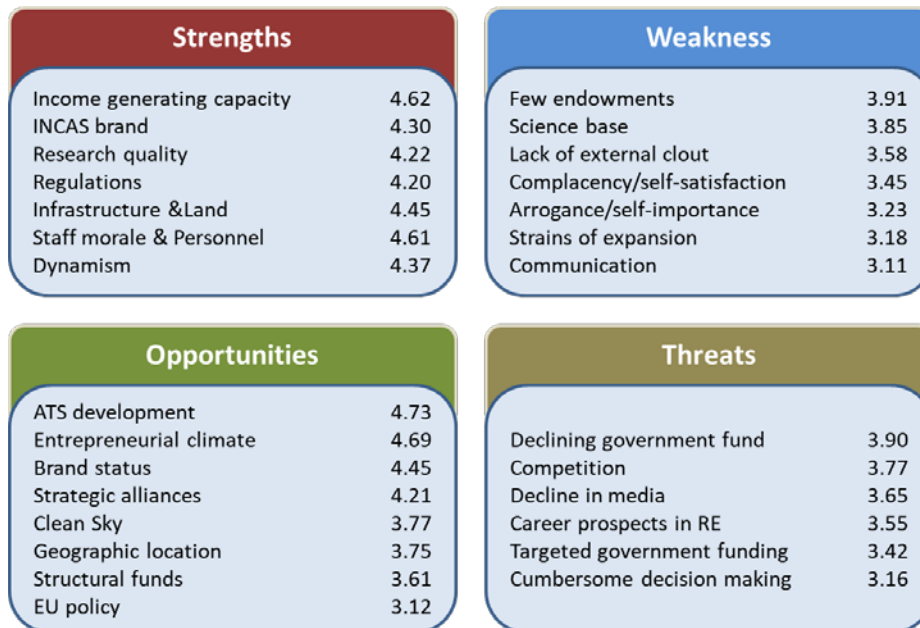 Strengths
Income generating capacity 4.62
INCAS brand 4.30
Research quality 4.22
Regulations 4.20
Infrastructure &Land 4.45
Staff morale & Personnel 4.61
Dynamism 4.37
Weakness
Few endowments 3.91
Science base 3.85
Lack of external clout 3.58
Complacency/self-satisfaction 3.45
Arrogance/self-importance 3.23
Strains of expansion 3.18
Communication 3.11
Opportunities
ATS development 4.73
Entrepreneurial climate 4.69
Brand status 4.45
Strategic alliances 4.21
Clean Sky 3.77
Geographic location 3.75
Structural funds 3.61
EU policy 3.12
Threats
Declining government fund 3.90
Competition 3.77
Decline in media 3.65
Career prospects in RE 3.55
Targeted government funding 3.42
Cumbersome decision making 3.16